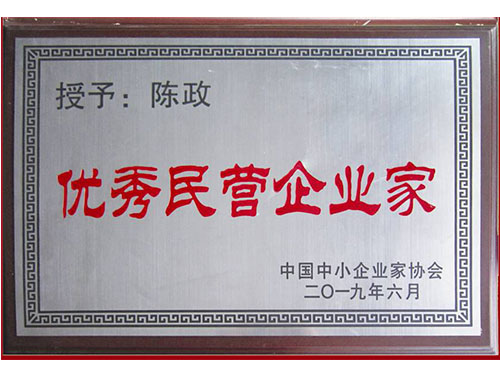 授予：陈政
优秀民营企业家
中国中小企业家协会
二〇一九年六月